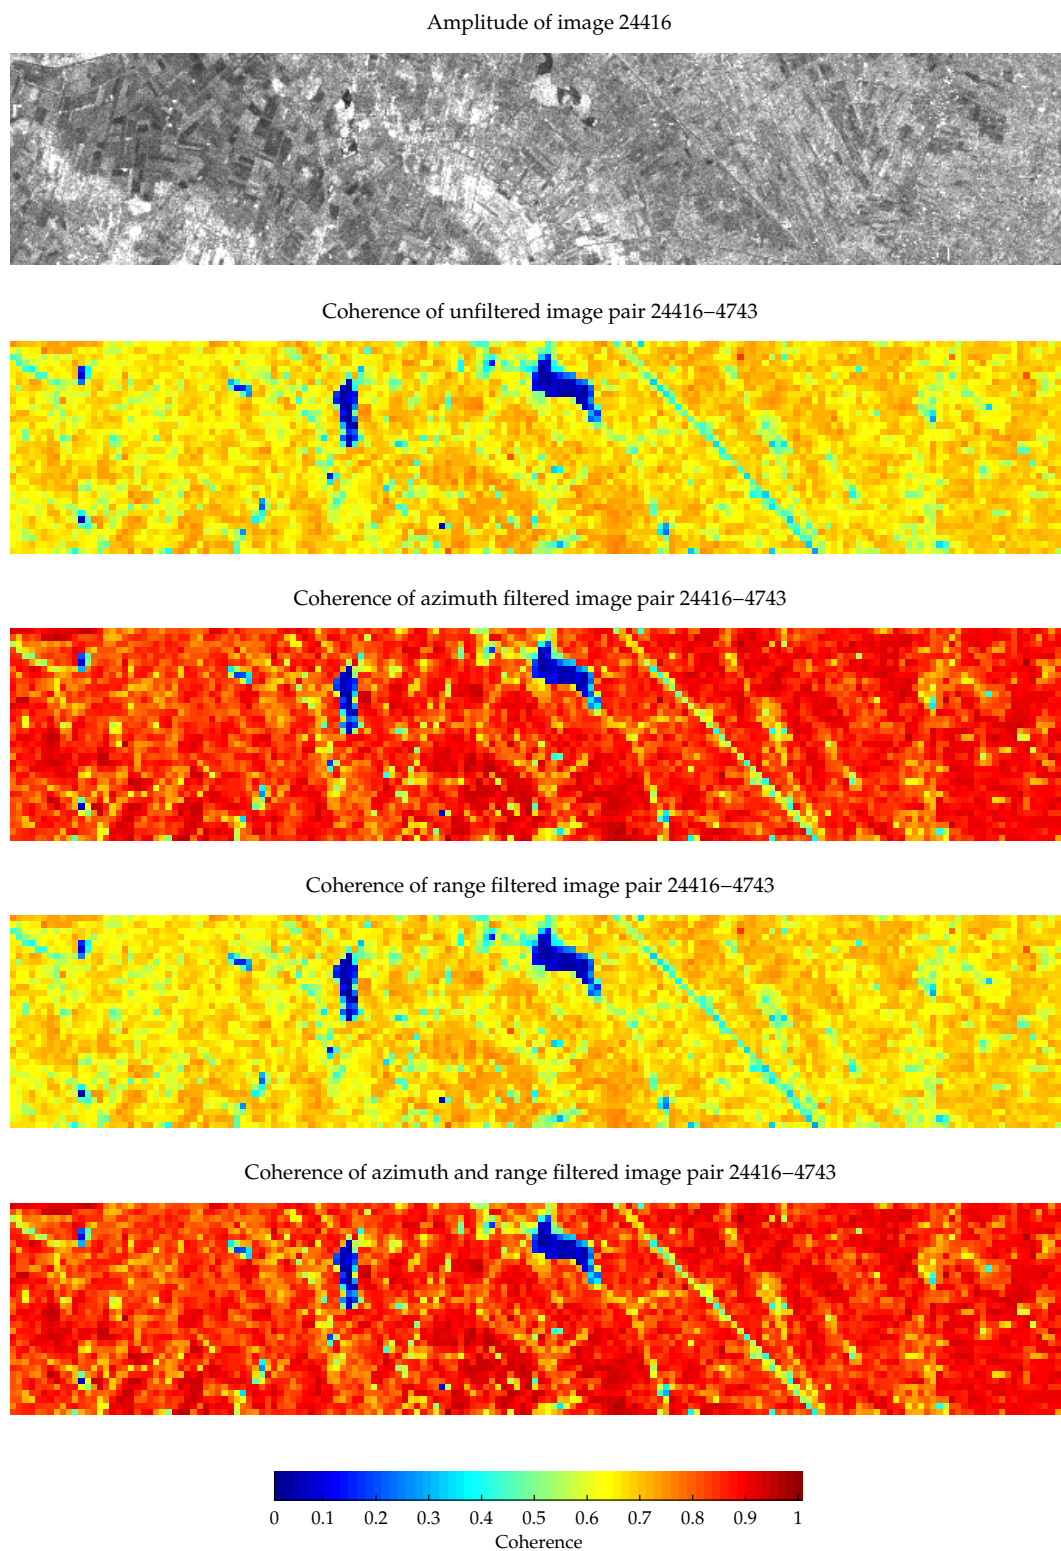 Amplitude of image 24416
Coherence of unfiltered image pair 24416−4743
Coherence of azimuth filtered image pair 24416−4743
Coherence of range filtered image pair 24416−4743
Coherence of azimuth and range filtered image pair 24416−4743
0 0.1 0.2 0.3 0.4 0.5 0.6 0.7 0.8 0.9 1
Coherence